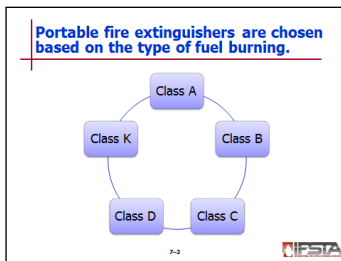 Portable fire extinguishers are chosen
based on the type of fuel burning.
Class A
Class K
Class B
Class D
Class C
7–2
IFSTA